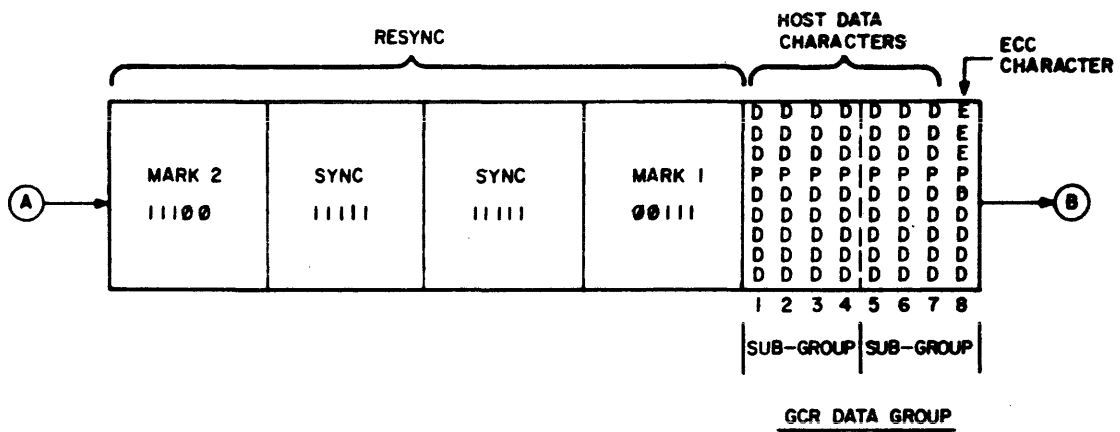 RESYNC
HOST DATA
CHARACTERS
ECC
CHARACTER
A
MARK 2
11100
SYNC
11111
SYNC
11111
MARK 1
00111
D D D D D D D E
D D D D D D D E
D D D D D D D E
P P P P P P P P
D D D D D D D B
D D D D D D D D
D D D D D D D D
D D D D D D D D
D D D D D D D D
B
1 2 3 4 5 6 7 8
SUB-GROUP SUB-GROUP
GCR DATA GROUP